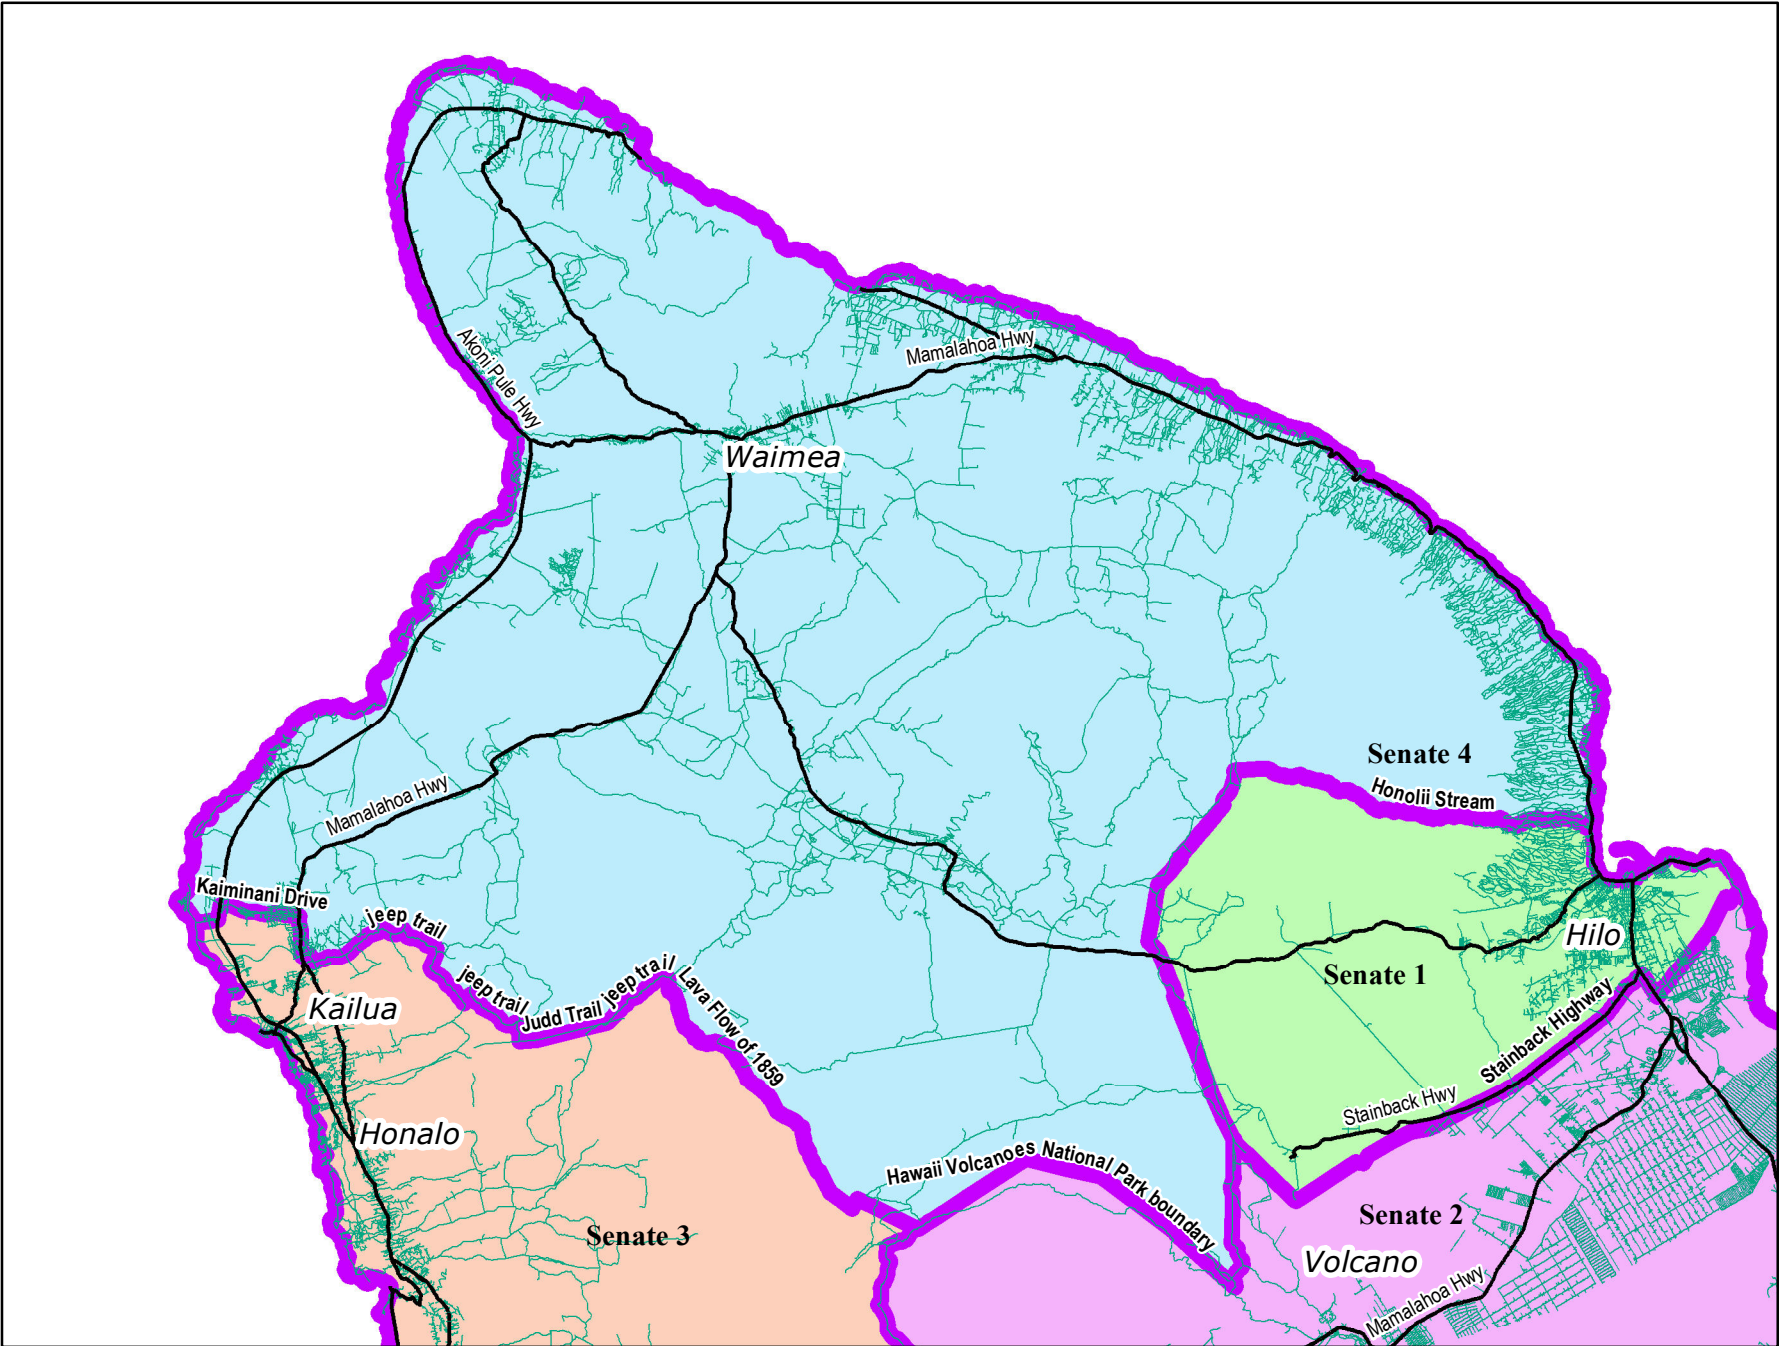 Akoni Pule Hwy
Mamalahoa Hwy
Waimea
Senate 4
Honolii Stream
Mamalahoa Hwy
Kaiminani Drive
jeep trail
Hilo
jeep trail
Judd Trail
jeep trail
Lava Flow of 1859
Senate 1
Kailua
Stainback Highway
Stainback Hwy
Honalo
Hawaii Volcanoes National Park boundary
Senate 3
Senate 2
Volcano
Mamalahoa Hwy